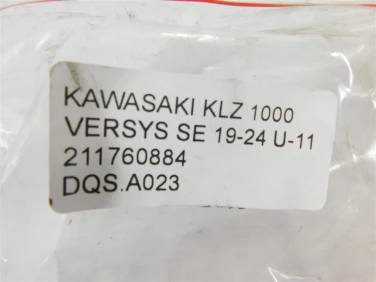 KAWASAKI KLZ 1000
VERSYS SE 19-24 U-11
211760884
DQS.A023